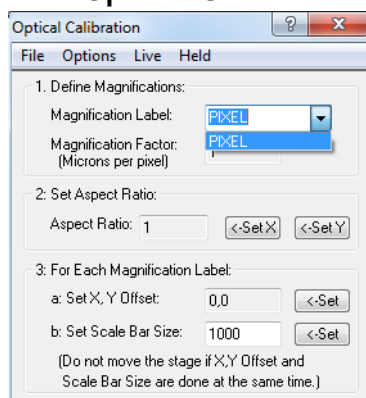 Optical Calibration ? X
File Options Live Held
1. Define Magnifications:
Magnification Label: PIXEL
PIXEL
Magnification Factor:
(Microns per pixel)
2: Set Aspect Ratio:
Aspect Ratio: 1 <-Set X <-Set Y
3: For Each Magnification Label:
a: Set X, Y Offset: 0,0 <-Set
b: Set Scale Bar Size: 1000 <-Set
(Do not move the stage if X,Y Offset and
Scale Bar Size are done at the same time.)